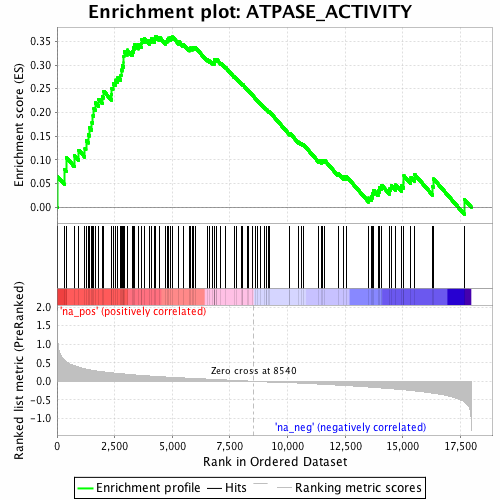 Enrichment plot: ATPASE_ACTIVITY
Enrichment score (ES)
0.35
0.30
0.25
0.20
0.15
0.10
0.05
0.00
'na_pos' (positively correlated)
Ranked list metric (PreRanked)
2.0
1.5
1.0
0.5
0.0
-0.5
-1.0
Zero cross at 8540
'na_neg' (negatively correlated)
0 2,500 5,000 7,500 10,000 12,500 15,000 17,500
Rank in Ordered Dataset
Enrichment profile Hits Ranking metric scores